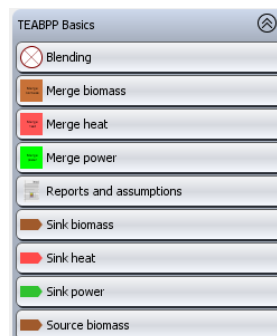 TEABPP Basics
Blending
Merge biomass
Merge heat
Merge power
Reports and assumptions
Sink biomass
Sink heat
Sink power
Source biomass